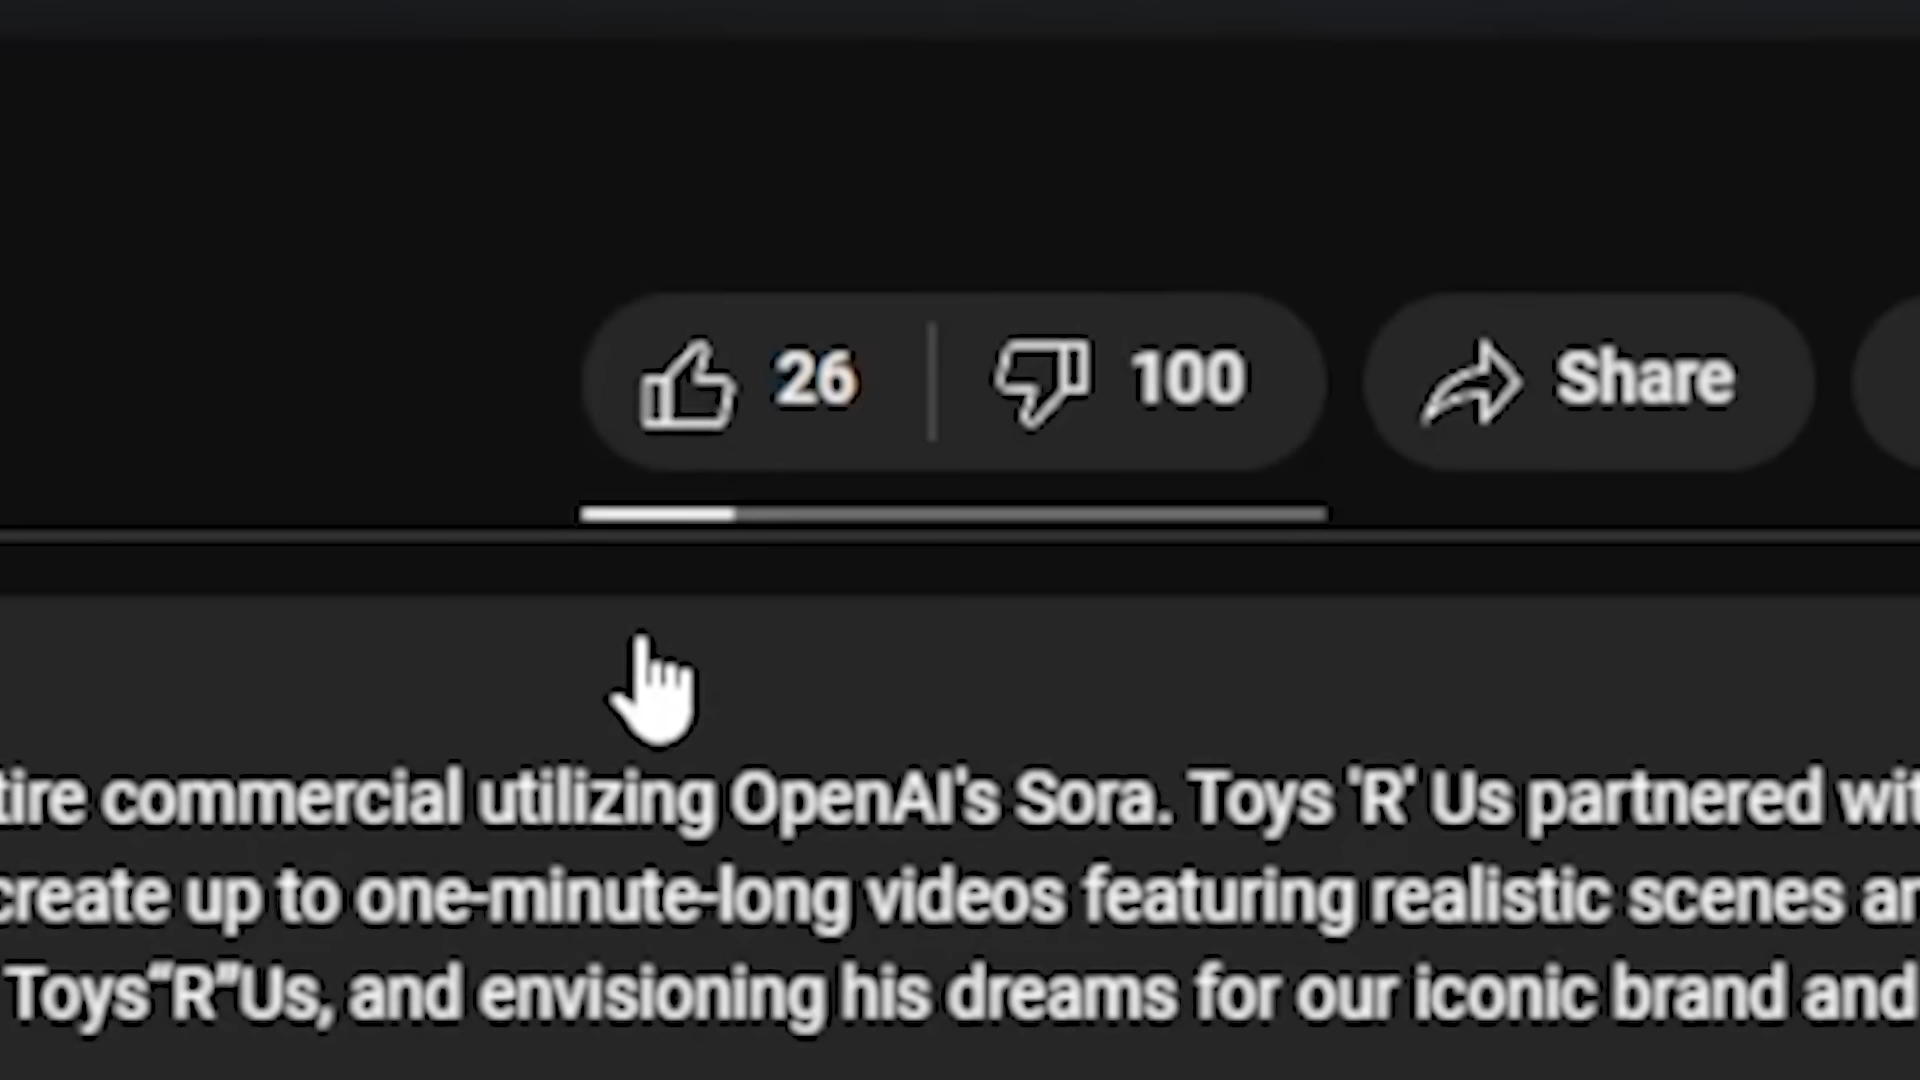 26 100 Share
tire commercial utilizing OpenAI's Sora. Toys 'R' Us partnered wit
create up to one-minute-long videos featuring realistic scenes an
Toys“R”Us, and envisioning his dreams for our iconic brand and